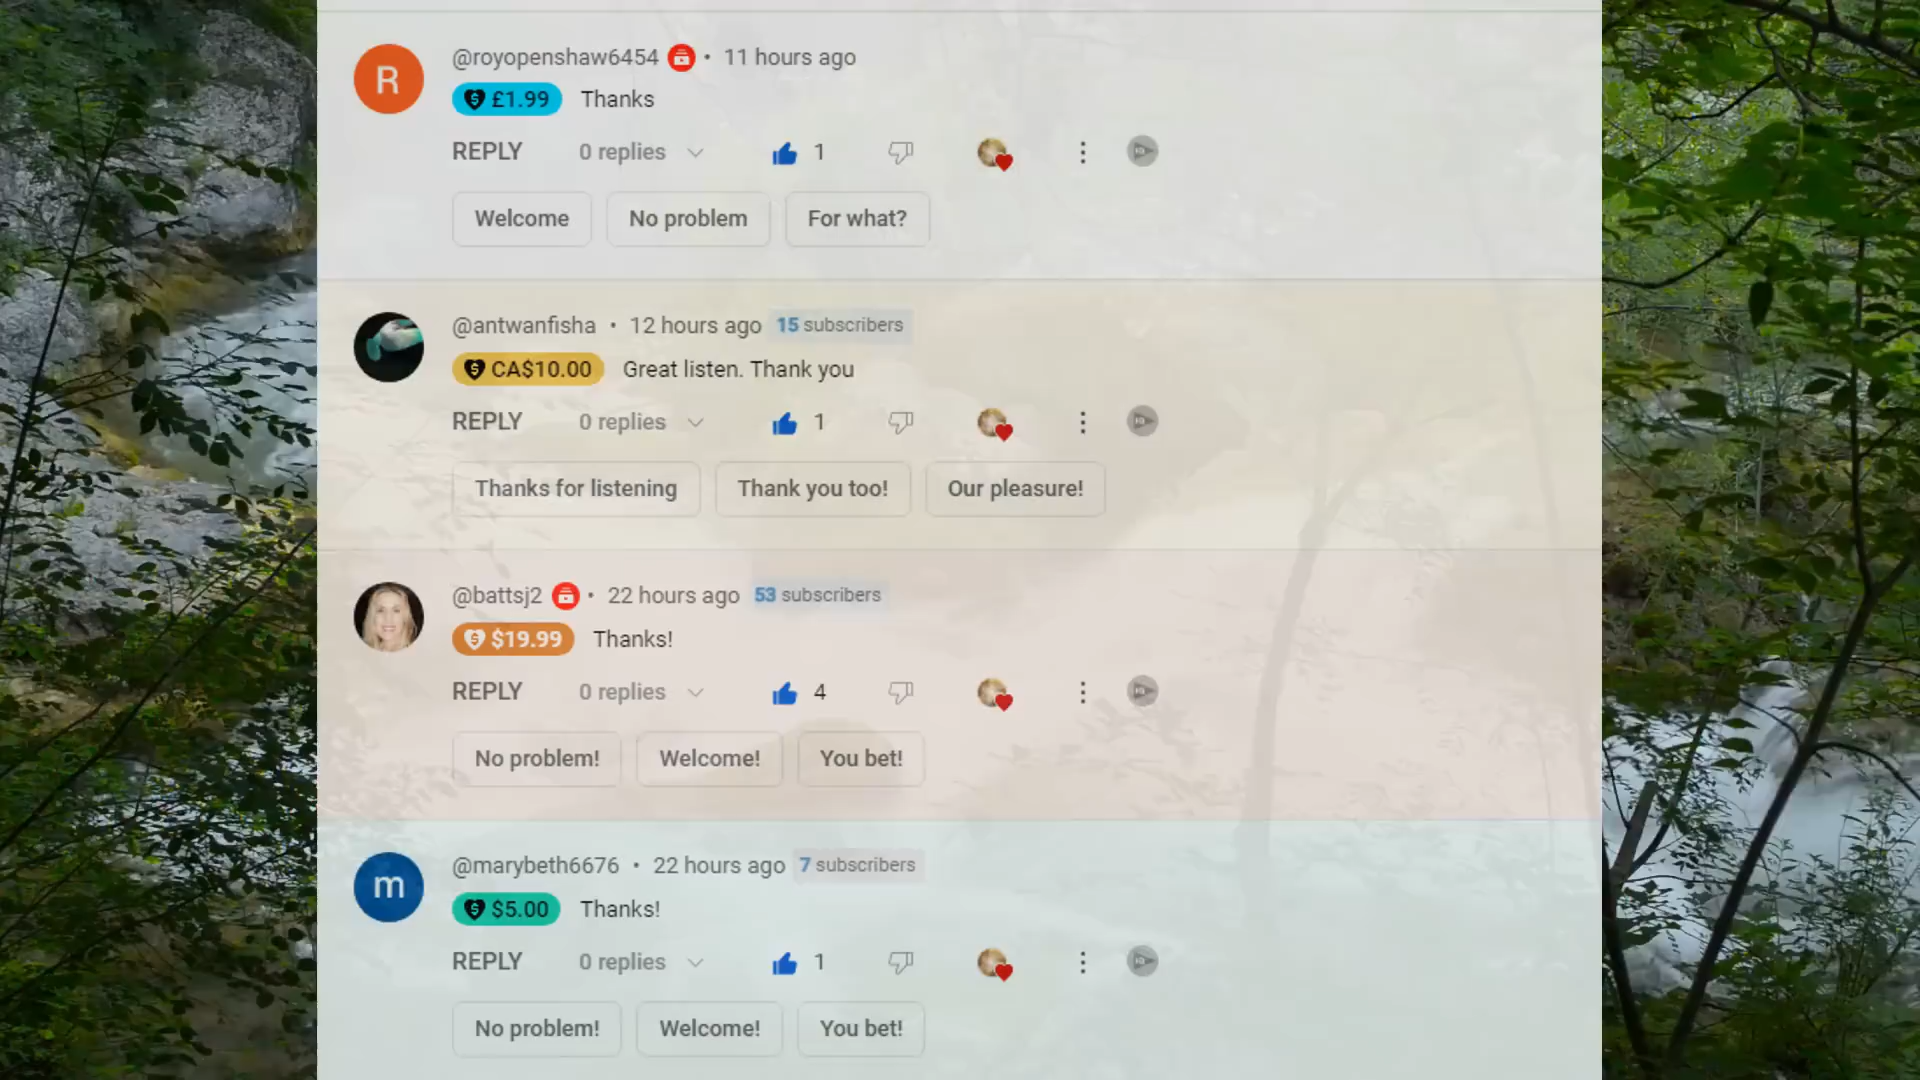 R
@royopenshaw6454 • 11 hours ago
£1.99 Thanks
REPLY 0 replies 1
Welcome No problem For what?
@antwanfisha • 12 hours ago 15 subscribers
CA$10.00 Great listen. Thank you
REPLY 0 replies 1
Thanks for listening Thank you too! Our pleasure!
@battsj2 • 22 hours ago 53 subscribers
$19.99 Thanks!
REPLY 0 replies 4
No problem! Welcome! You bet!
m
@marybeth6676 • 22 hours ago 7 subscribers
$5.00 Thanks!
REPLY 0 replies 1
No problem! Welcome! You bet!